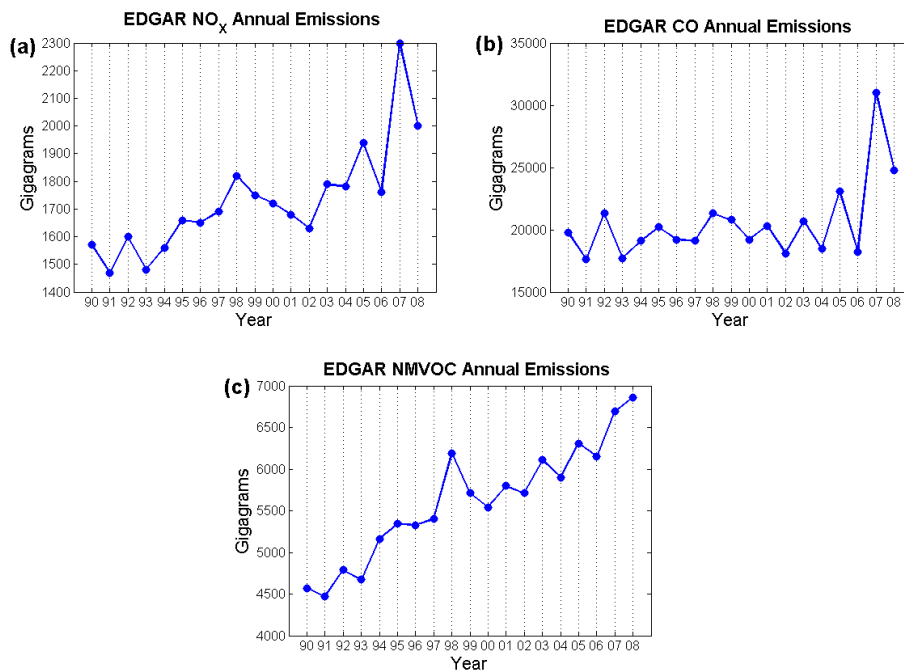 EDGAR NOX Annual Emissions
(a)
2300
2200
2100
2000
1900
1800
1700
1600
1500
1400
Gigagrams
90 91 92 93 94 95 96 97 98 99 00 01 02 03 04 05 06 07 08
Year
EDGAR CO Annual Emissions
(b)
35000
30000
25000
20000
15000
Gigagrams
90 91 92 93 94 95 96 97 98 99 00 01 02 03 04 05 06 07 08
Year
EDGAR NMVOC Annual Emissions
(c)
7000
6500
6000
5500
5000
4500
4000
Gigagrams
90 91 92 93 94 95 96 97 98 99 00 01 02 03 04 05 06 07 08
Year